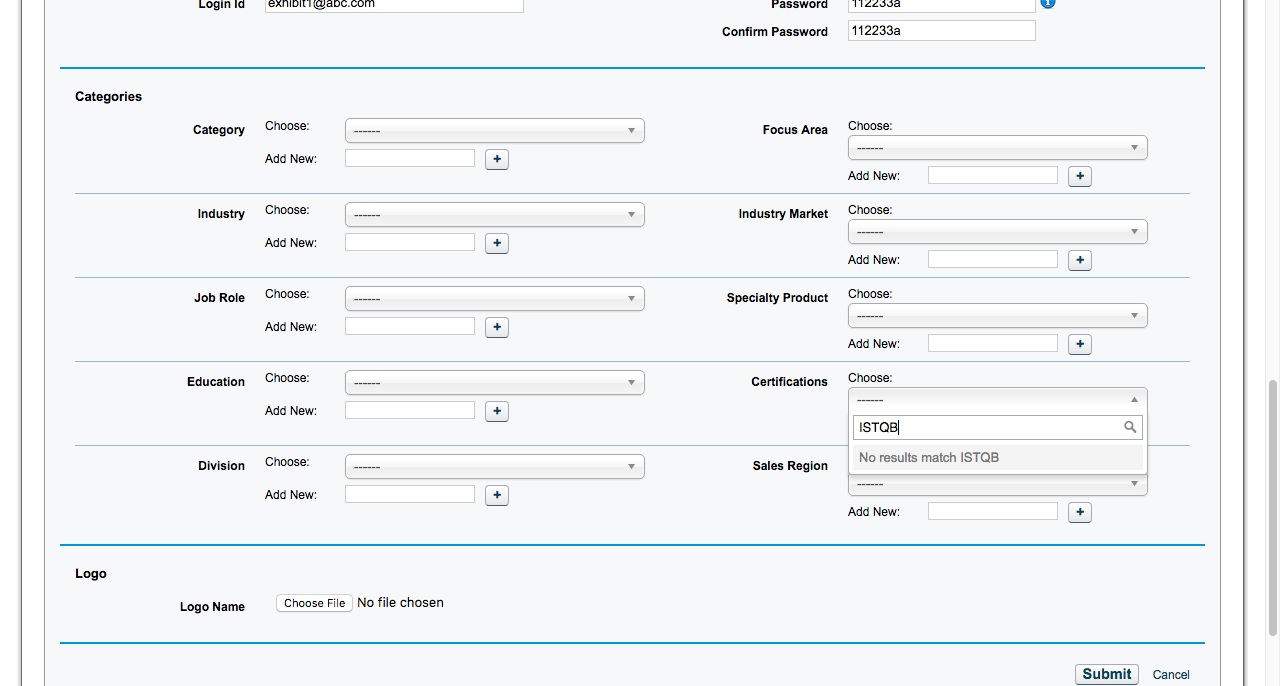 Login Id exhibit1@abc.com Password 112233a
Confirm Password 112233a
Categories
Category Choose: ------ Focus Area Choose:
------
Add New: +
Add New: +
Industry Choose: ------ Industry Market Choose:
------
Add New: +
Add New: +
Job Role Choose: ------ Specialty Product Choose:
------
Add New: +
Add New: +
Education Choose: ------ Certifications Choose:
------
Add New: +
ISTQB
No results match ISTQB
Division Choose: ------ Sales Region
------
Add New: +
Add New: +
Logo
Logo Name Choose File No file chosen
Submit Cancel